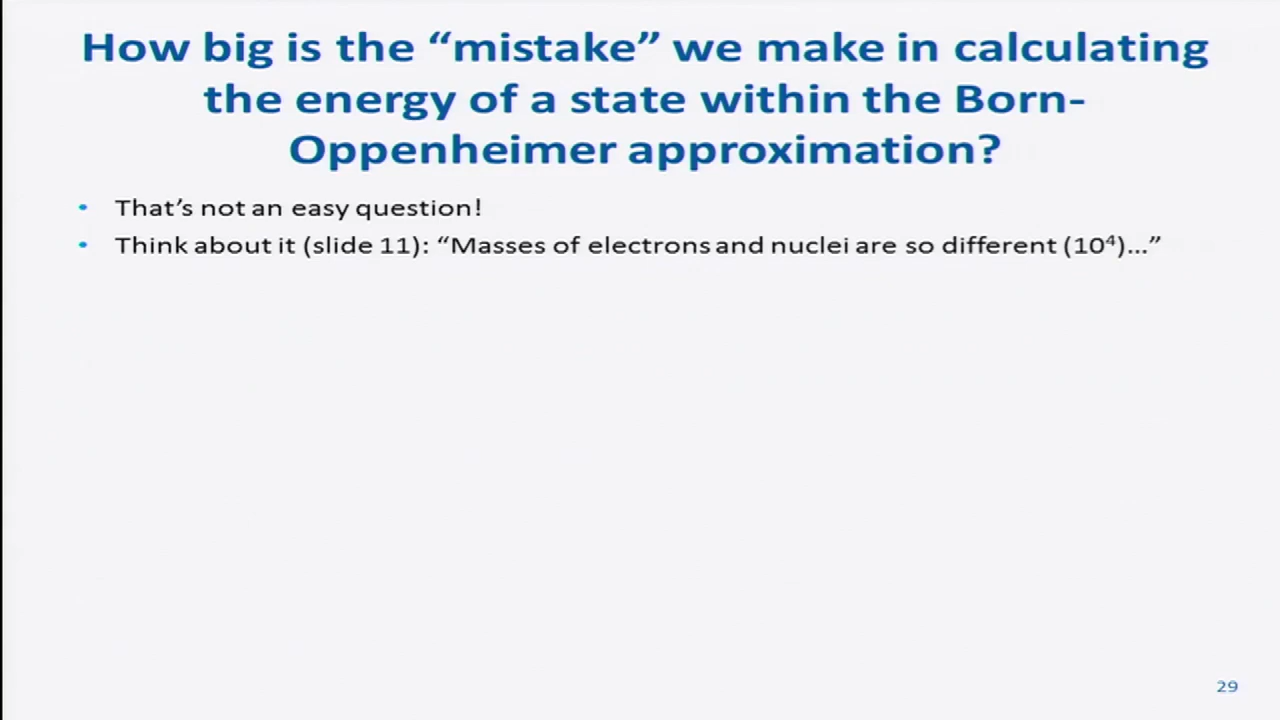 How big is the “mistake” we make in calculating
the energy of a state within the Born-
Oppenheimer approximation?
• That’s not an easy question!
• Think about it (slide 11): “Masses of electrons and nuclei are so different (10⁴)...”
29